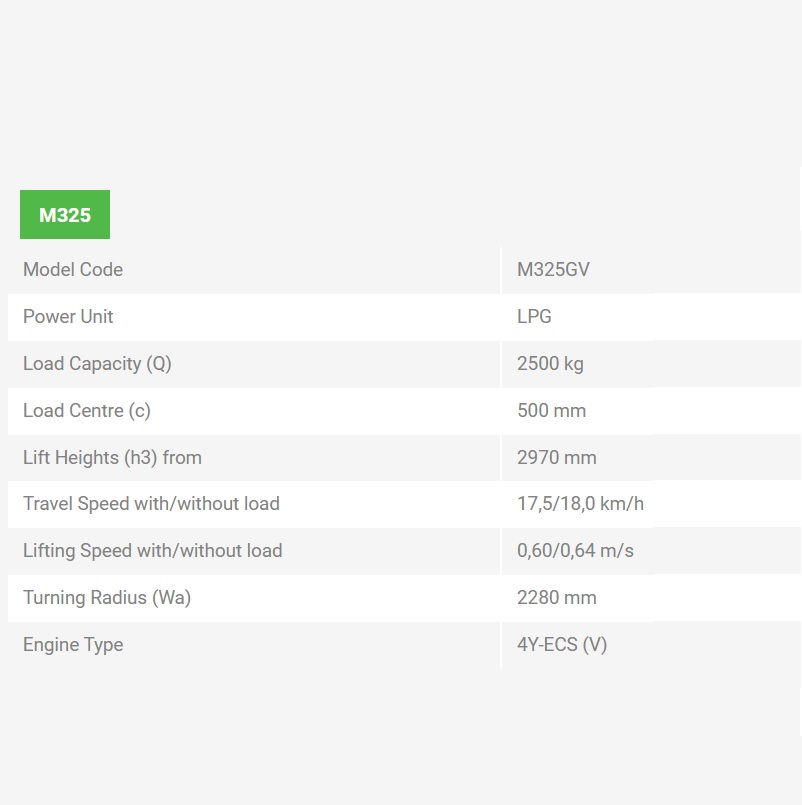 M325
Model Code M325GV
Power Unit LPG
Load Capacity (Q) 2500 kg
Load Centre (c) 500 mm
Lift Heights (h3) from 2970 mm
Travel Speed with/without load 17,5/18,0 km/h
Lifting Speed with/without load 0,60/0,64 m/s
Turning Radius (Wa) 2280 mm
Engine Type 4Y-ECS (V)